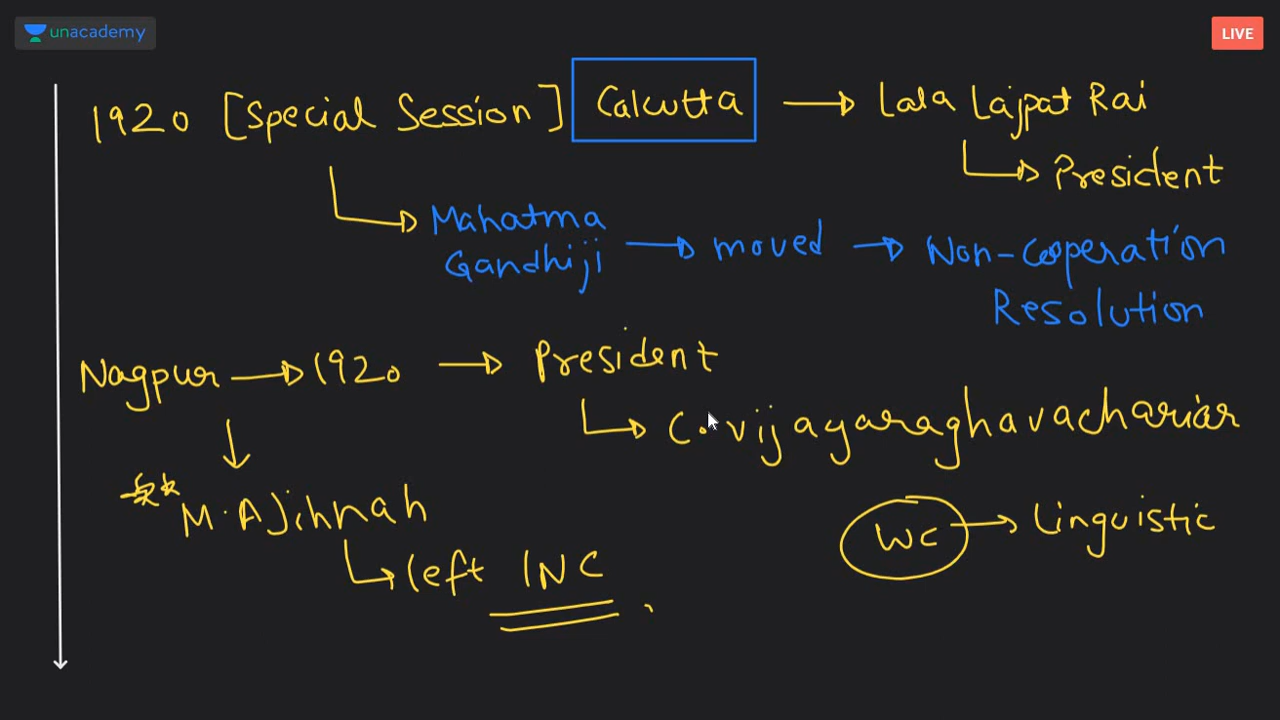 unacademy
LIVE
1920 [Special Session] Calcutta → Lala Lajpat Rai
→ President
→ Mahatma Gandhiji → moved → Non-Cooperation Resolution
Nagpur → 1920 → President
→ C. vijayaraghavachariar
** M.A Jihnah
→ left INC
WC → Linguistic